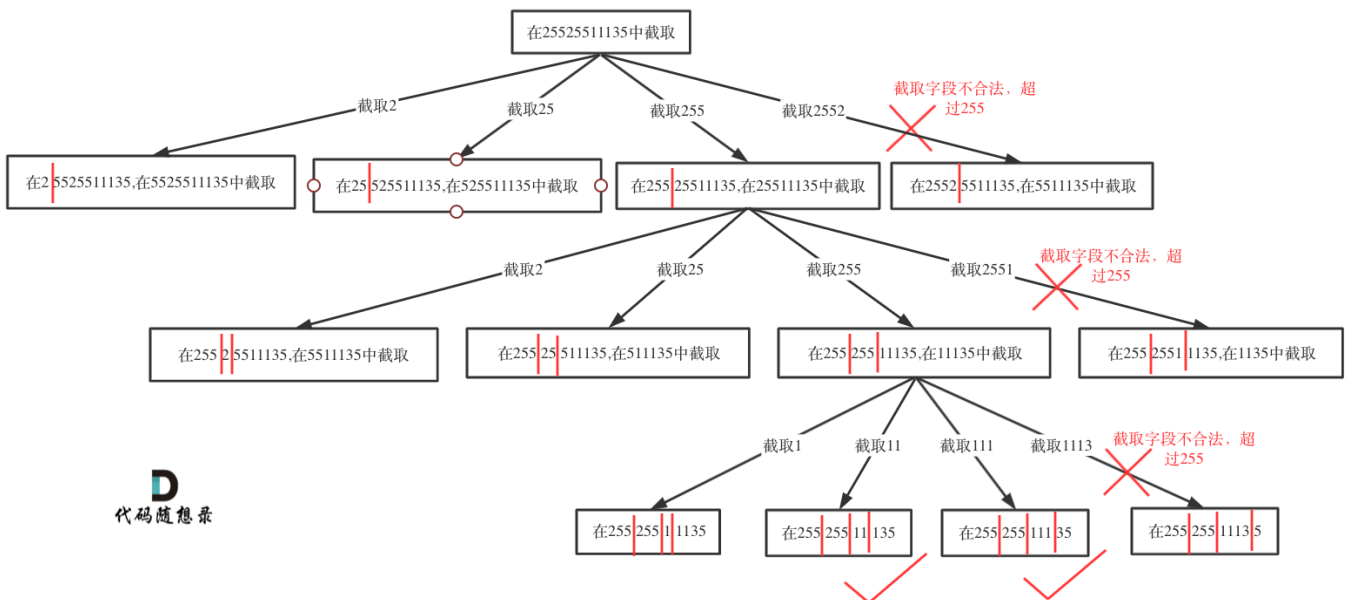 在25525511135中截取
截取2
截取25
截取255
截取2552
截取字段不合法，超
过255
在2 5525511135,在5525511135中截取
在25 525511135,在525511135中截取
在255 25511135,在25511135中截取
在2552 5511135,在5511135中截取
截取2
截取25
截取255
截取2551
截取字段不合法，超
过255
在255 2 5511135,在5511135中截取
在255 25 511135,在511135中截取
在255 255 11135,在11135中截取
在255 2551 1135,在1135中截取
截取1
截取11
截取111
截取1113
截取字段不合法，超
过255
在255 255 1 1135
在255 255 11 135
在255 255 111 35
在255 255 1113 5
代码随想录